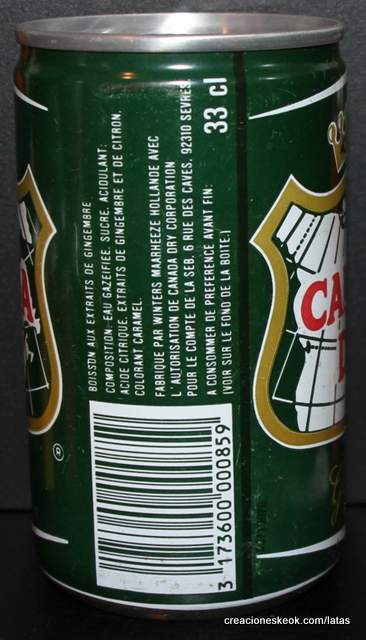 BOISSON AUX EXTRAITS DE GINGEMBRE
COMPOSITION: EAU GAZEIFIEE, SUCRE, ACIDULANT:
ACIDE CITRIQUE, EXTRAITS DE GINGEMBRE ET DE CITRON,
COLORANT CARAMEL.
FABRIQUE PAR WINTERS MAARHEEZE HOLLANDE AVEC
L'AUTORISATION DE CANADA DRY CORPORATION
POUR LE COMPTE DE LA SEB, 6 RUE DES CAVES, 92310 SEVRES.
A CONSOMMER DE PREFERENCE AVANT FIN:
(VOIR SUR LE FOND DE LA BOITE:)
33 cl
3 173600 000859
®
CA
D
A
creacioneskeok.com/latas